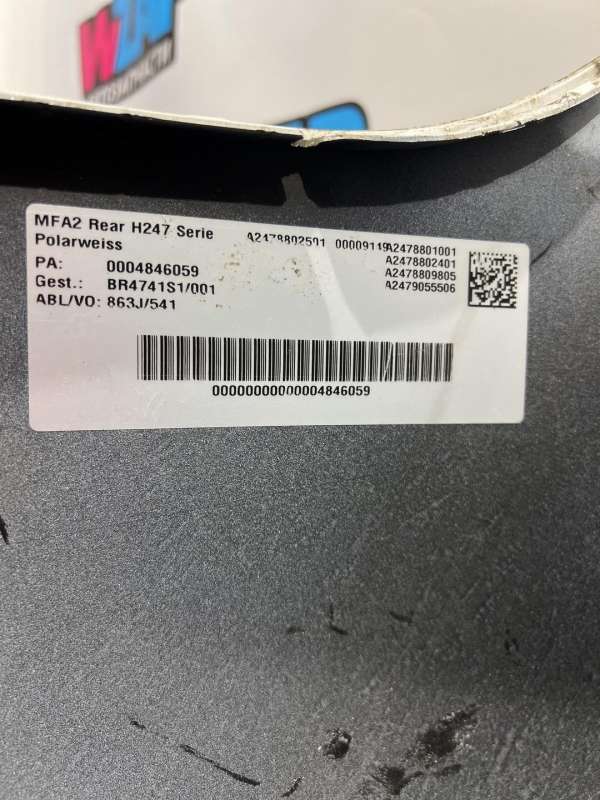 MFA2 Rear H247 Serie A2478802501 00009119 A2478801001
Polarweiss A2478802401
PA: 0004846059 A2478809805
Gest.: BR4741S1/001 A2479055506
ABL/VO: 863J/541
00000000000004846059